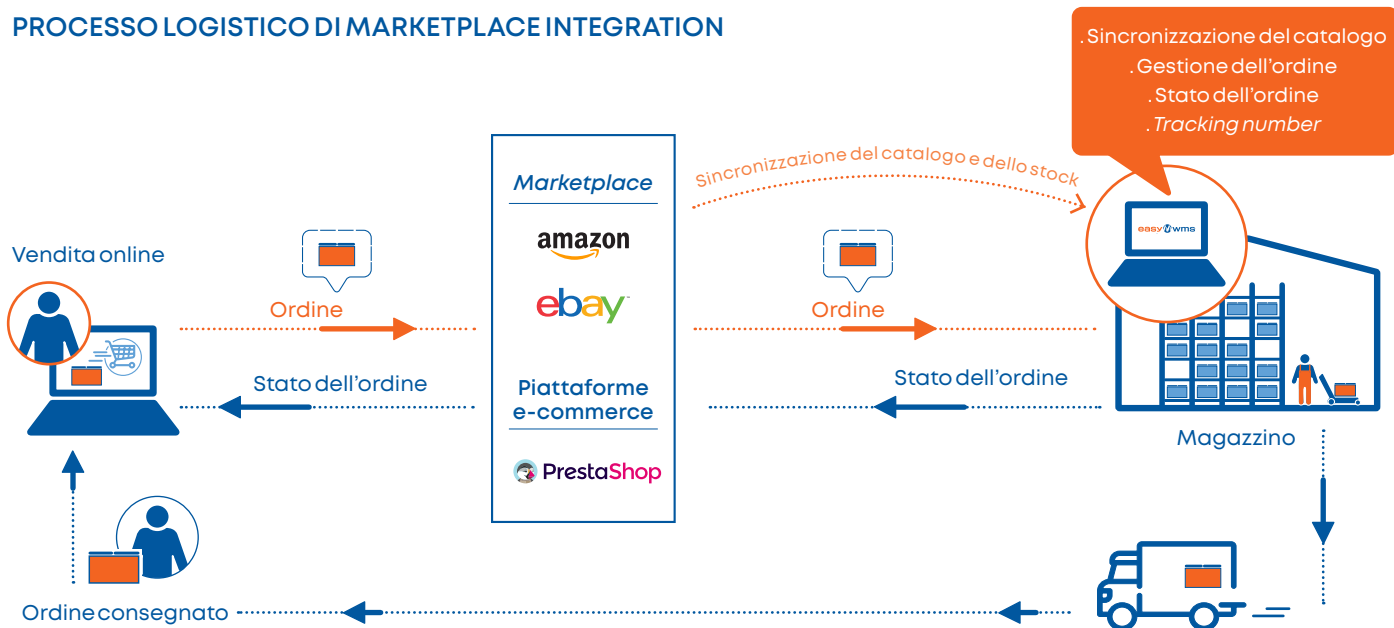 PROCESSO LOGISTICO DI MARKETPLACE INTEGRATION
. Sincronizzazione del catalogo
. Gestione dell'ordine
. Stato dell'ordine
. Tracking number
Sincronizzazione del catalogo e dello stock
Marketplace
amazon
ebay™
Piattaforme
e-commerce
PrestaShop
easy wms
Vendita online
Ordine
Ordine
Stato dell'ordine
Stato dell'ordine
Magazzino
Ordine consegnato